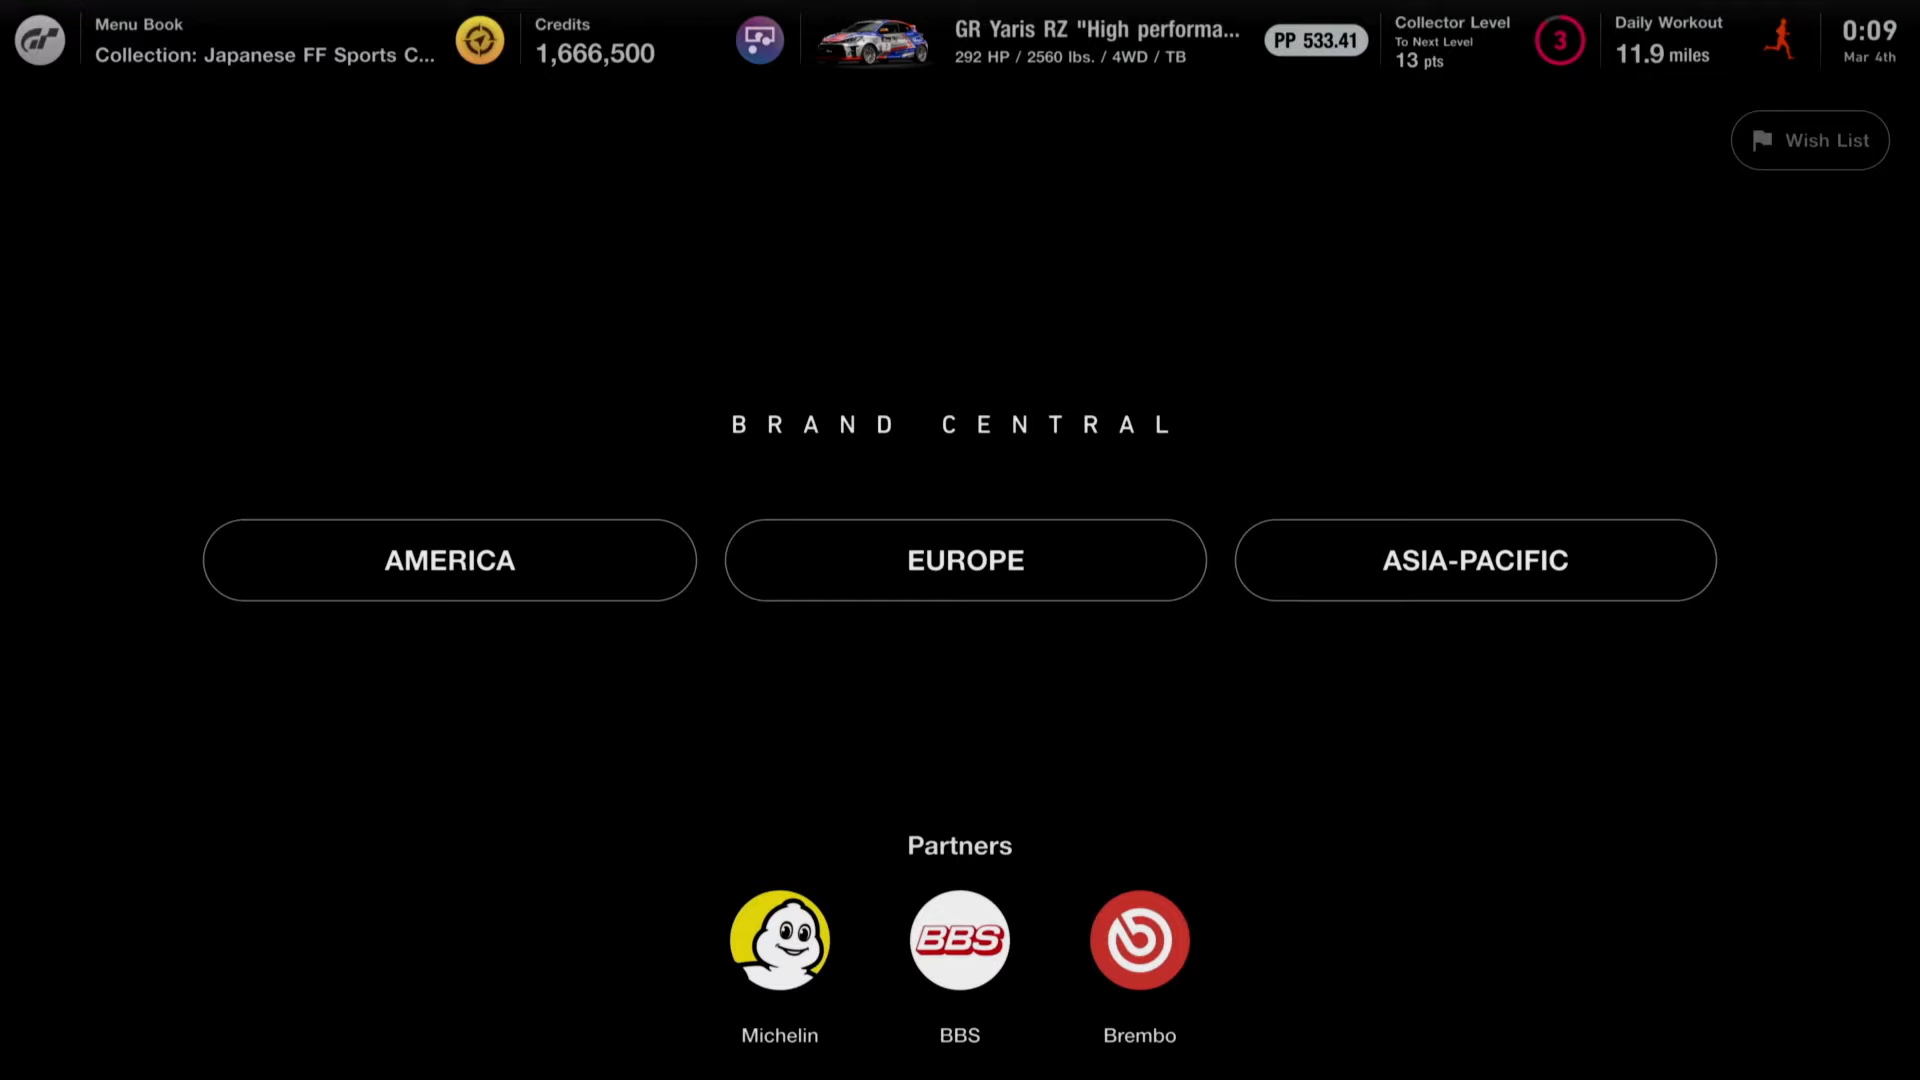 Menu Book
Collection: Japanese FF Sports C...
Credits
1,666,500
GR Yaris RZ "High performa...
292 HP / 2560 lbs. / 4WD / TB
PP 533.41
Collector Level
To Next Level
13 pts
3
Daily Workout
11.9 miles
0:09
Mar 4th
Wish List
BRAND CENTRAL
AMERICA
EUROPE
ASIA-PACIFIC
Partners
BBS
Michelin
BBS
Brembo